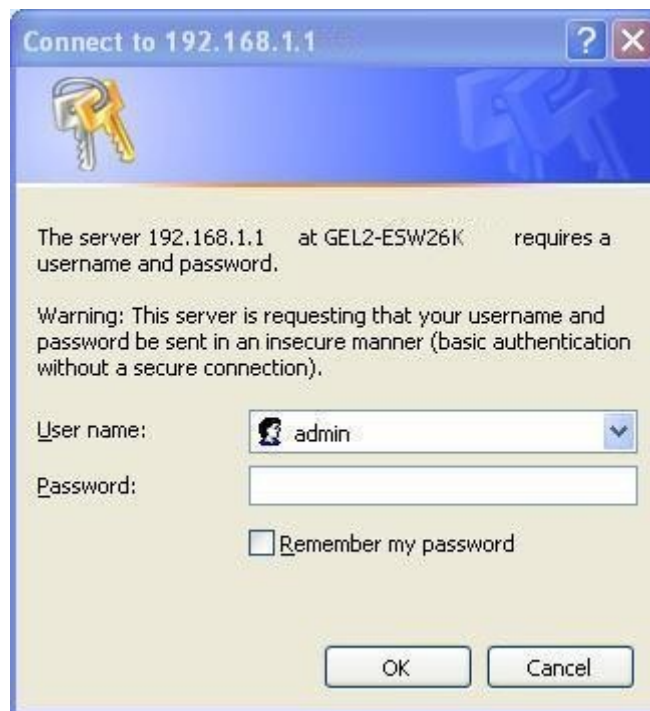 Connect to 192.168.1.1
The server 192.168.1.1 at GEL2-ESW26K requires a
username and password.
Warning: This server is requesting that your username and
password be sent in an insecure manner (basic authentication
without a secure connection).
User name:
admin
Password:
Remember my password
OK
Cancel